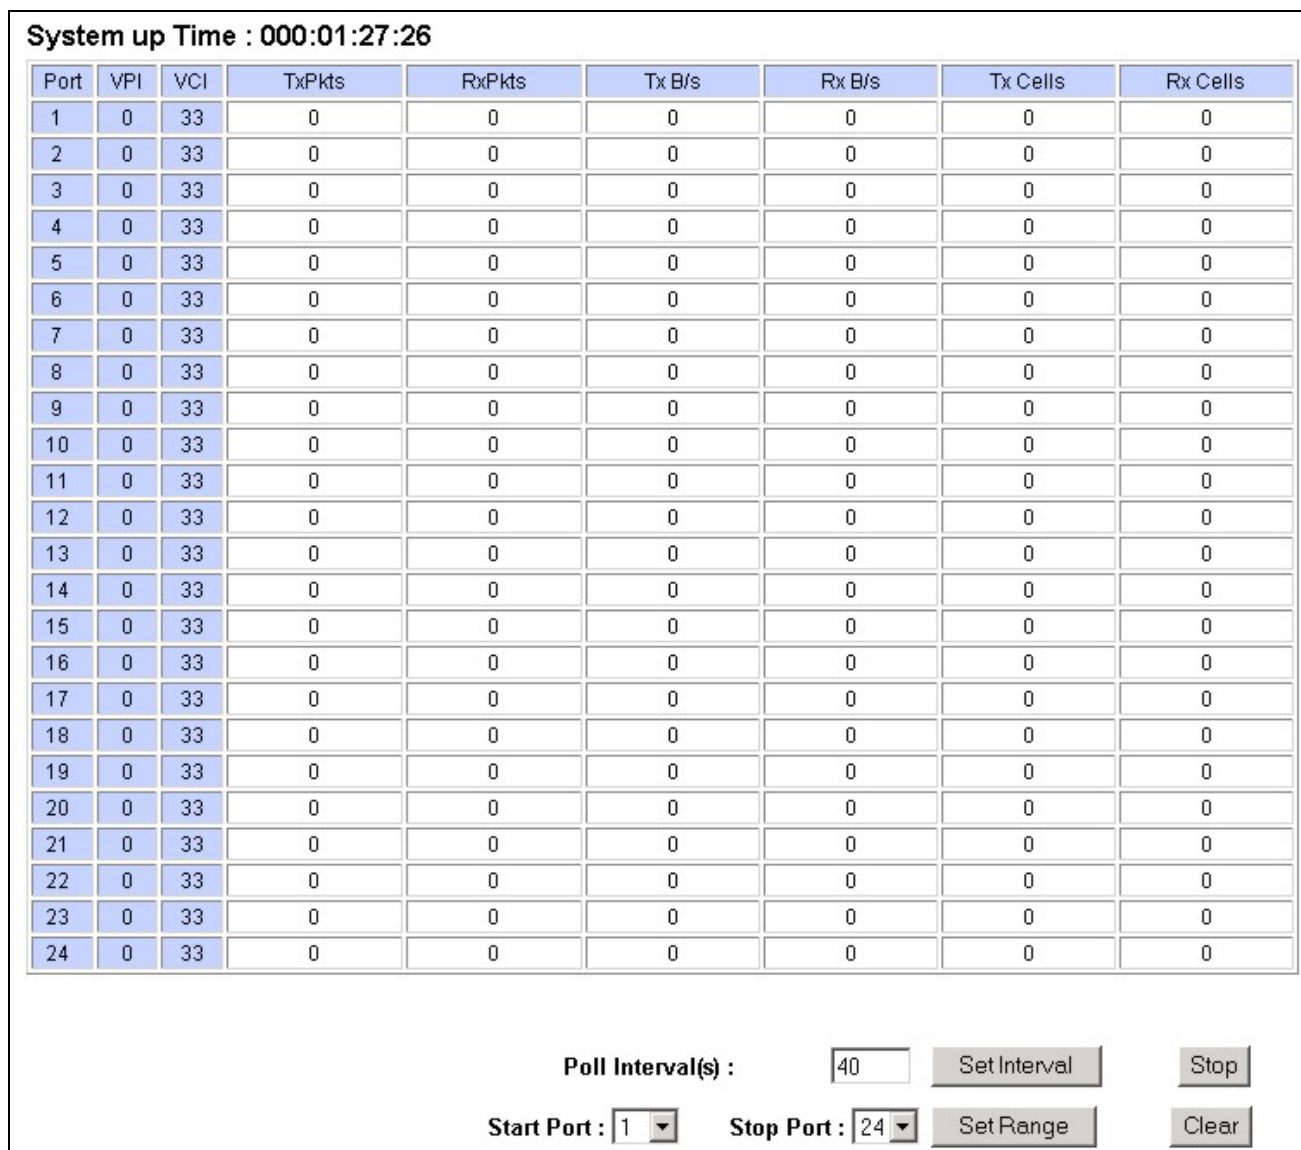 System up Time : 000:01:27:26
Port VPI VCI TxPkts RxPkts Tx B/s Rx B/s Tx Cells Rx Cells
1 0 33 0 0 0 0 0 0
2 0 33 0 0 0 0 0 0
3 0 33 0 0 0 0 0 0
4 0 33 0 0 0 0 0 0
5 0 33 0 0 0 0 0 0
6 0 33 0 0 0 0 0 0
7 0 33 0 0 0 0 0 0
8 0 33 0 0 0 0 0 0
9 0 33 0 0 0 0 0 0
10 0 33 0 0 0 0 0 0
11 0 33 0 0 0 0 0 0
12 0 33 0 0 0 0 0 0
13 0 33 0 0 0 0 0 0
14 0 33 0 0 0 0 0 0
15 0 33 0 0 0 0 0 0
16 0 33 0 0 0 0 0 0
17 0 33 0 0 0 0 0 0
18 0 33 0 0 0 0 0 0
19 0 33 0 0 0 0 0 0
20 0 33 0 0 0 0 0 0
21 0 33 0 0 0 0 0 0
22 0 33 0 0 0 0 0 0
23 0 33 0 0 0 0 0 0
24 0 33 0 0 0 0 0 0
Poll Interval(s) : 40 Set Interval Stop
Start Port : 1 Stop Port : 24 Set Range Clear